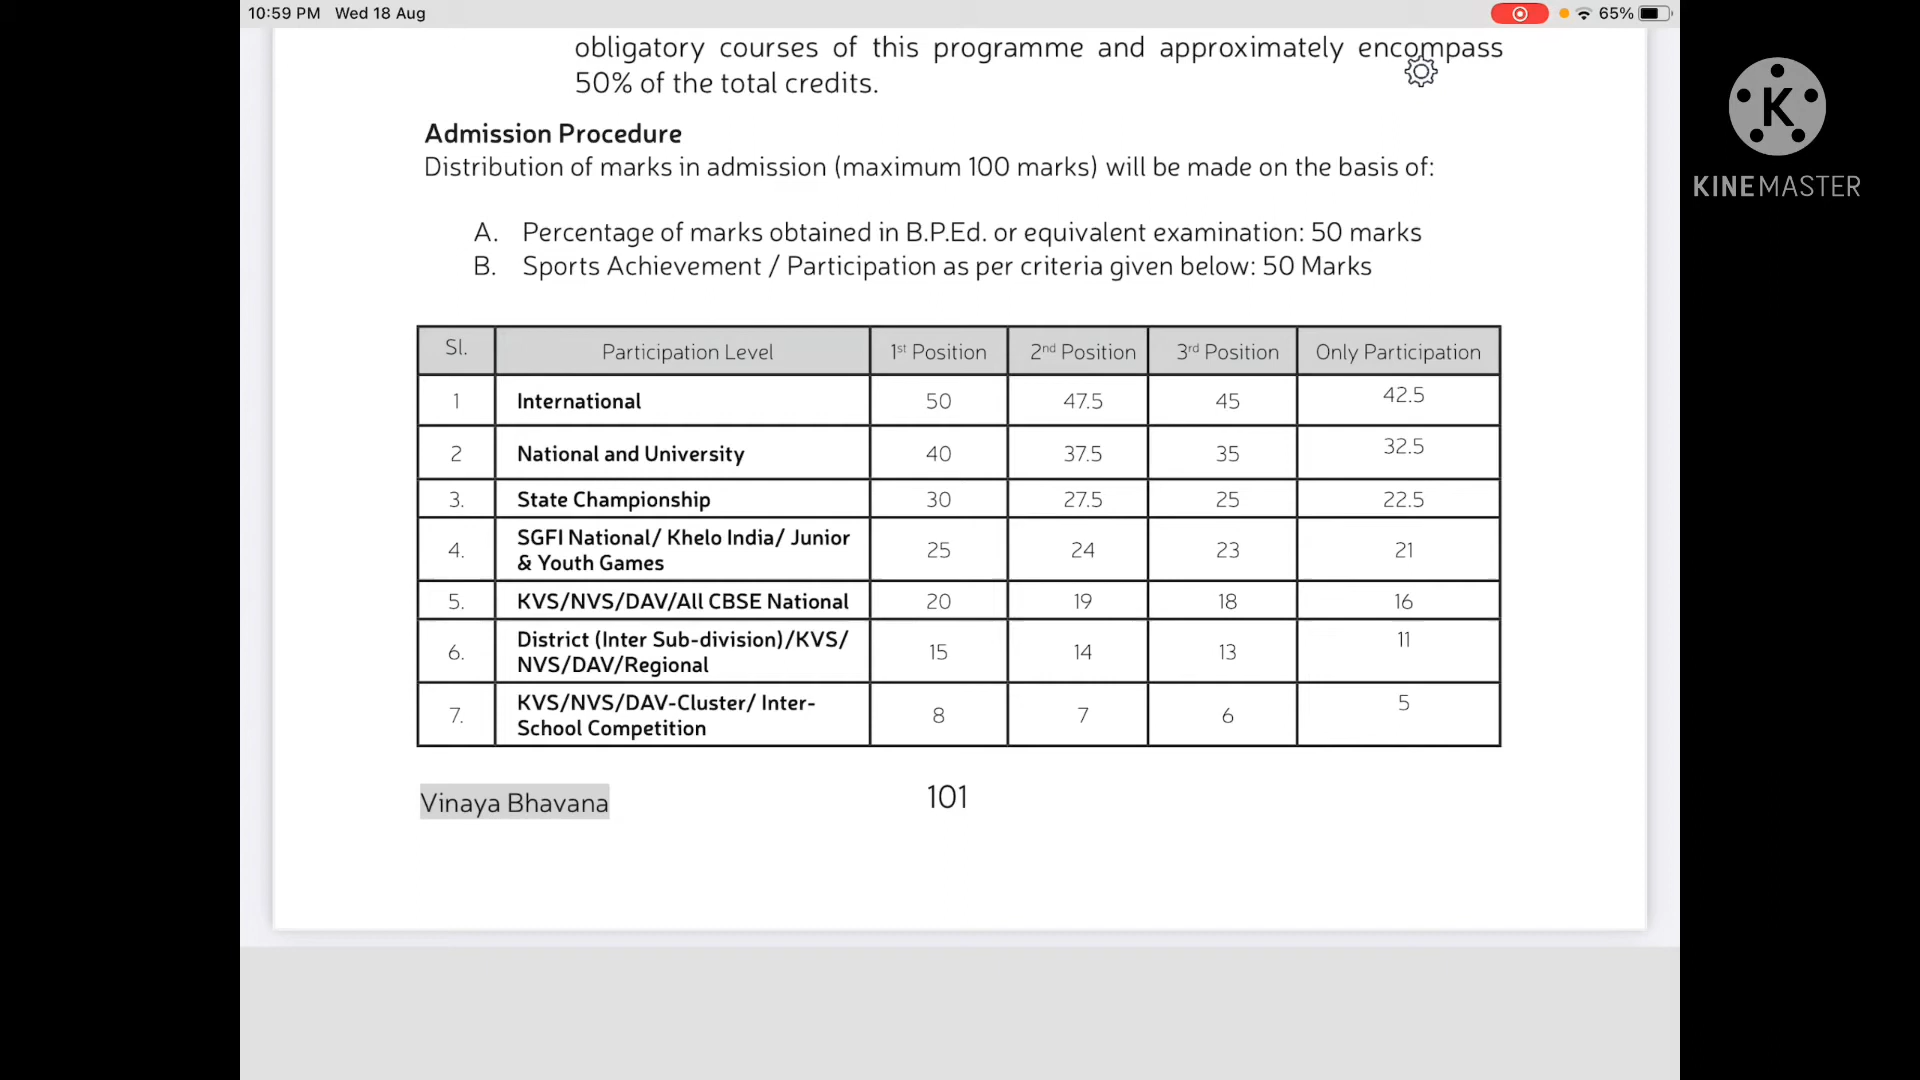 10:59 PM Wed 18 Aug 65%
obligatory courses of this programme and approximately encompass
50% of the total credits.
Admission Procedure
Distribution of marks in admission (maximum 100 marks) will be made on the basis of:
A. Percentage of marks obtained in B.P.Ed. or equivalent examination: 50 marks
B. Sports Achievement / Participation as per criteria given below: 50 Marks
Sl. Participation Level 1st Position 2nd Position 3rd Position Only Participation
1 International 50 47.5 45 42.5
2 National and University 40 37.5 35 32.5
3. State Championship 30 27.5 25 22.5
4. SGFI National/ Khelo India/ Junior
& Youth Games 25 24 23 21
5. KVS/NVS/DAV/All CBSE National 20 19 18 16
6. District (Inter Sub-division)/KVS/
NVS/DAV/Regional 15 14 13 11
7. KVS/NVS/DAV-Cluster/ Inter-
School Competition 8 7 6 5
Vinaya Bhavana 101
K
KINEMASTER